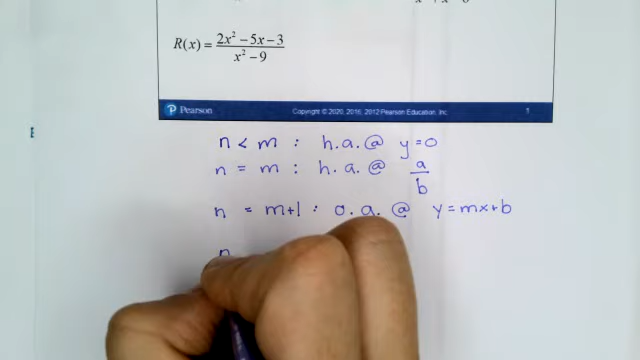 R(x) = (2x² − 5x − 3)/(x² − 9)
Pearson Copyright © 2020, 2016, 2012 Pearson Education, Inc. 1
n < m : h.a.@ y=0
n = m : h.a.@ a/b
n = m+1 : o.a.@ y=mx+b
n